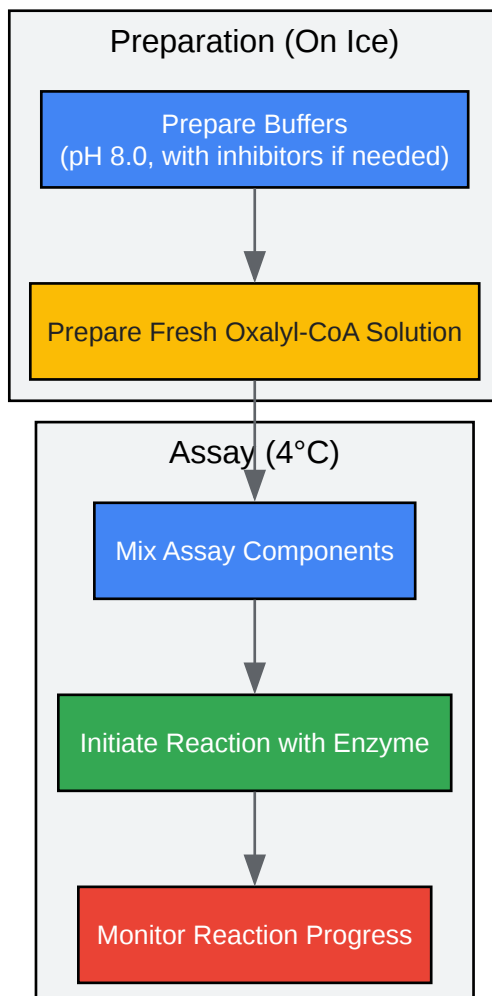 Preparation (On Ice)
Prepare Buffers
(pH 8.0, with inhibitors if needed)
Prepare Fresh Oxalyl-CoA Solution
Assay (4°C)
Mix Assay Components
Initiate Reaction with Enzyme
Monitor Reaction Progress